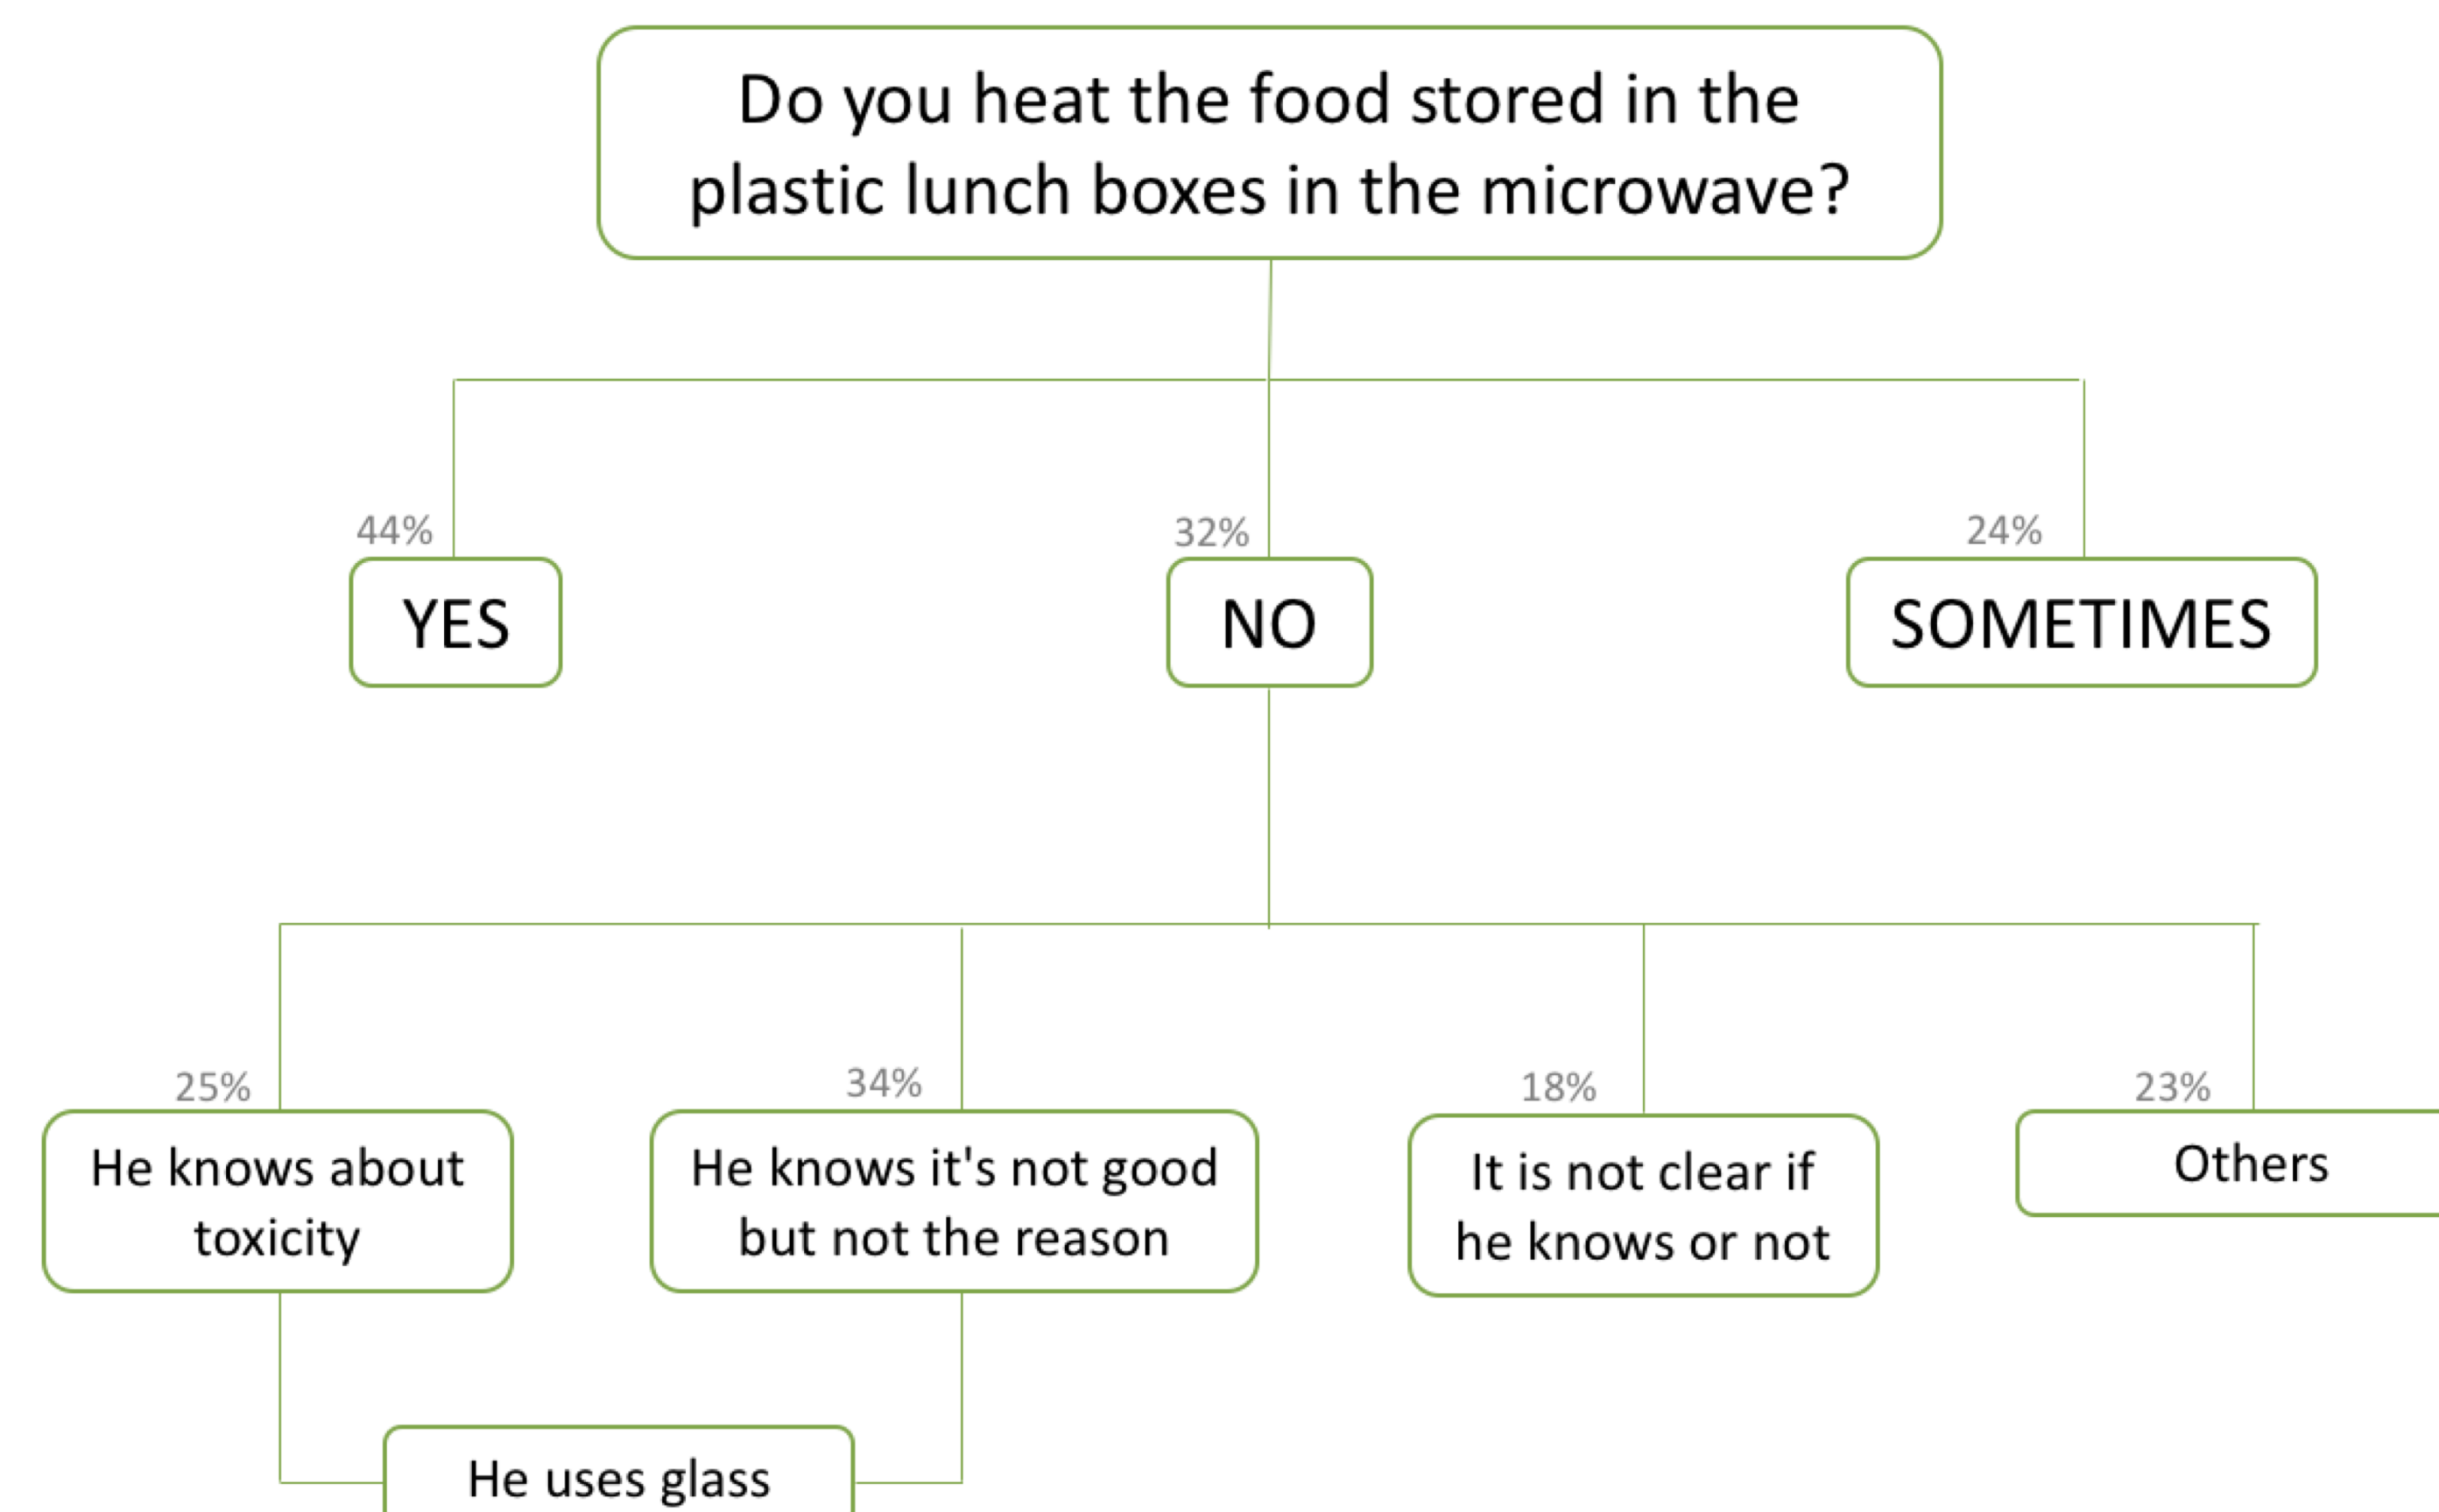 Do you heat the food stored in the
plastic lunch boxes in the microwave?
44%
32%
24%
YES
NO
SOMETIMES
25%
34%
18%
23%
He knows about
toxicity
He knows it's not good
but not the reason
It is not clear if
he knows or not
Others
He uses glass